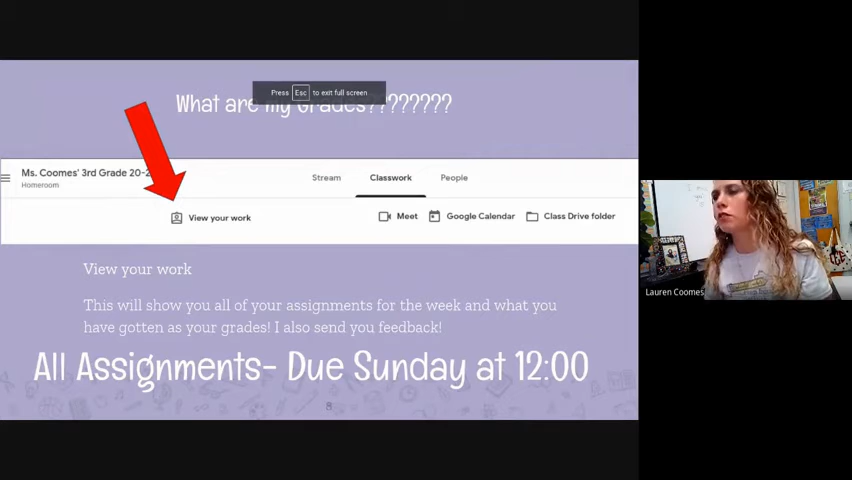 Press Esc to exit full screen
What are my Grades????????
Ms. Coomes' 3rd Grade 20-2
Homeroom
Stream
Classwork
People
View your work
Meet
Google Calendar
Class Drive folder
View your work
This will show you all of your assignments for the week and what you
have gotten as your grades! I also send you feedback!
All Assignments- Due Sunday at 12:00
Lauren Coomes